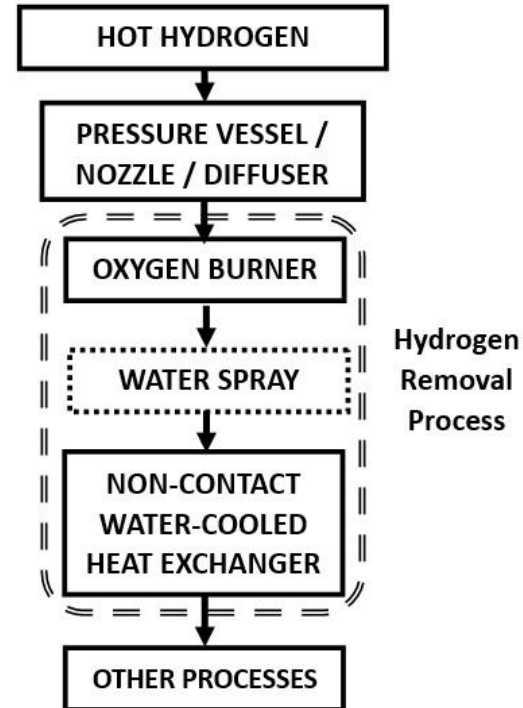 HOT HYDROGEN
PRESSURE VESSEL /
NOZZLE / DIFFUSER
OXYGEN BURNER
WATER SPRAY
NON-CONTACT
WATER-COOLED
HEAT EXCHANGER
Hydrogen
Removal
Process
OTHER PROCESSES